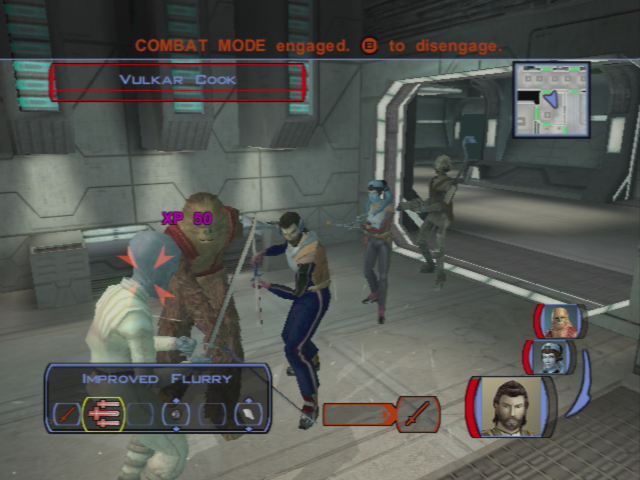 COMBAT MODE engaged. B to disengage.
Vulkar Cook
XP 50
Improved Flurry